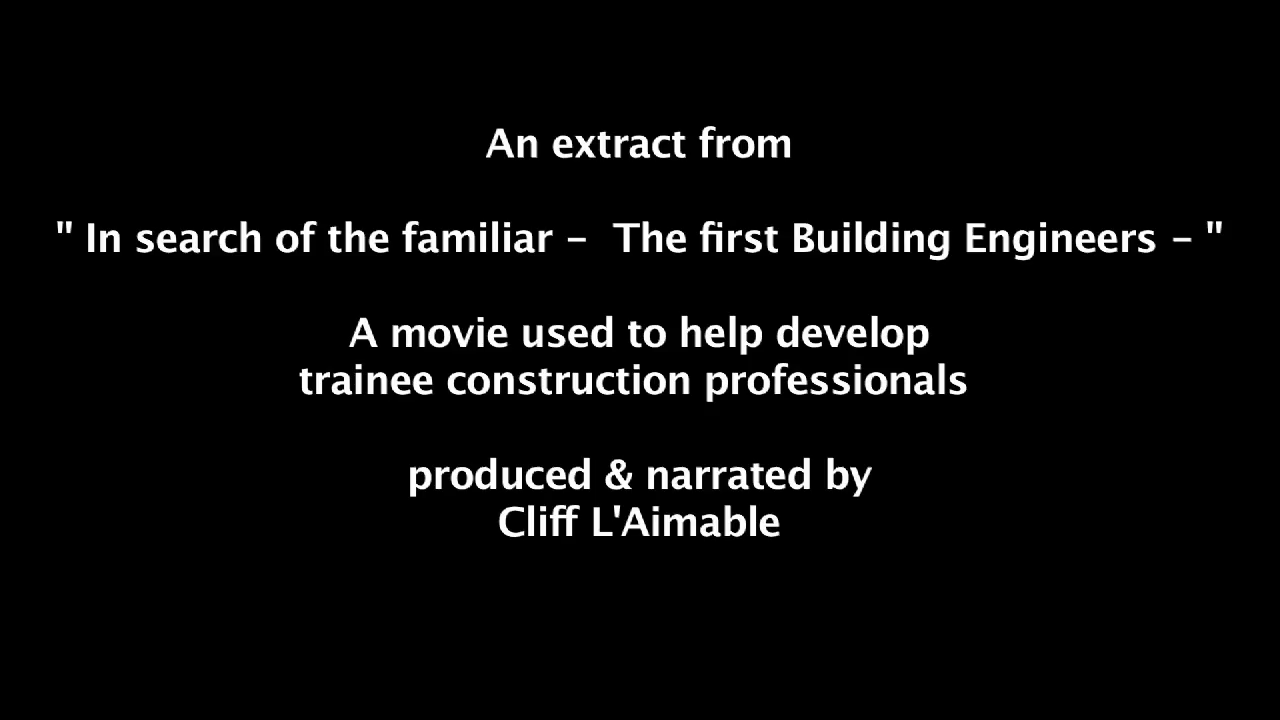 An extract from
" In search of the familiar - The first Building Engineers - "
A movie used to help develop
trainee construction professionals
produced & narrated by
Cliff L'Aimable